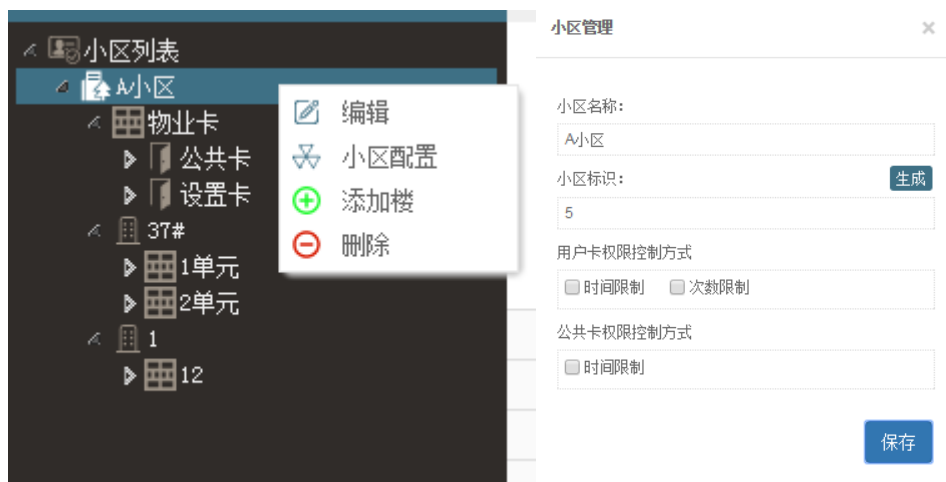 小区列表
A小区
物业卡
公共卡
设置卡
37#
1单元
2单元
1
12
编辑
小区配置
添加楼
删除
小区管理
×
小区名称：
A小区
小区标识： 生成
5
用户卡权限控制方式
时间限制 次数限制
公共卡权限控制方式
时间限制
保存